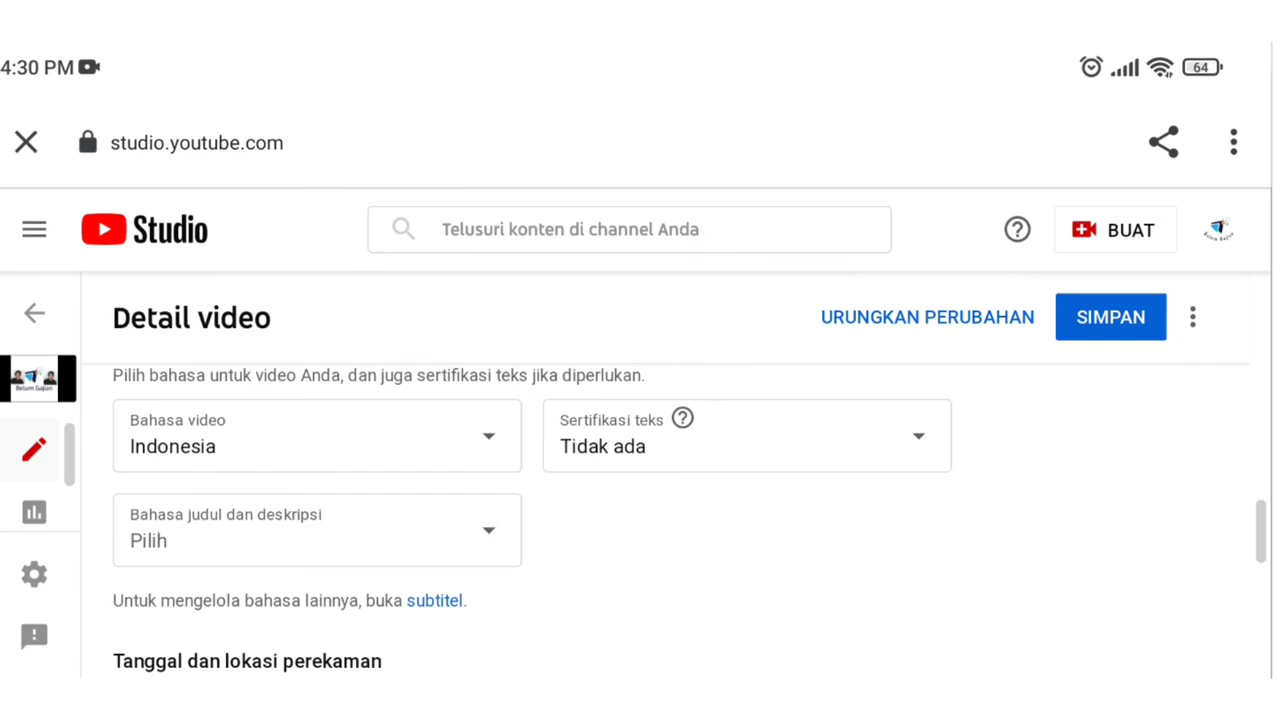 4:30 PM
64
studio.youtube.com
Studio
Telusuri konten di channel Anda
BUAT
Detail video
URUNGKAN PERUBAHAN
SIMPAN
Belum Gajian
Pilih bahasa untuk video Anda, dan juga sertifikasi teks jika diperlukan.
Bahasa video
Indonesia
Sertifikasi teks
Tidak ada
Bahasa judul dan deskripsi
Pilih
Untuk mengelola bahasa lainnya, buka subtitel.
Tanggal dan lokasi perekaman